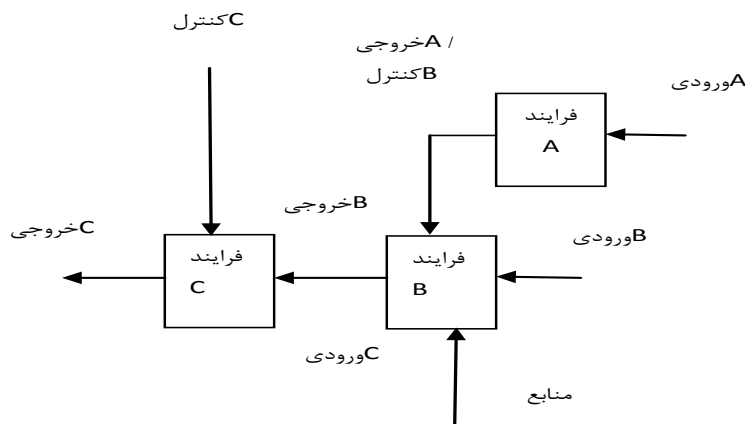 کنترلC
خروجیA /
کنترلB
ورودیA
فرایند
A
خروجیB
ورودیB
خروجیC
فرایند
B
فرایند
C
ورودیC
منابع